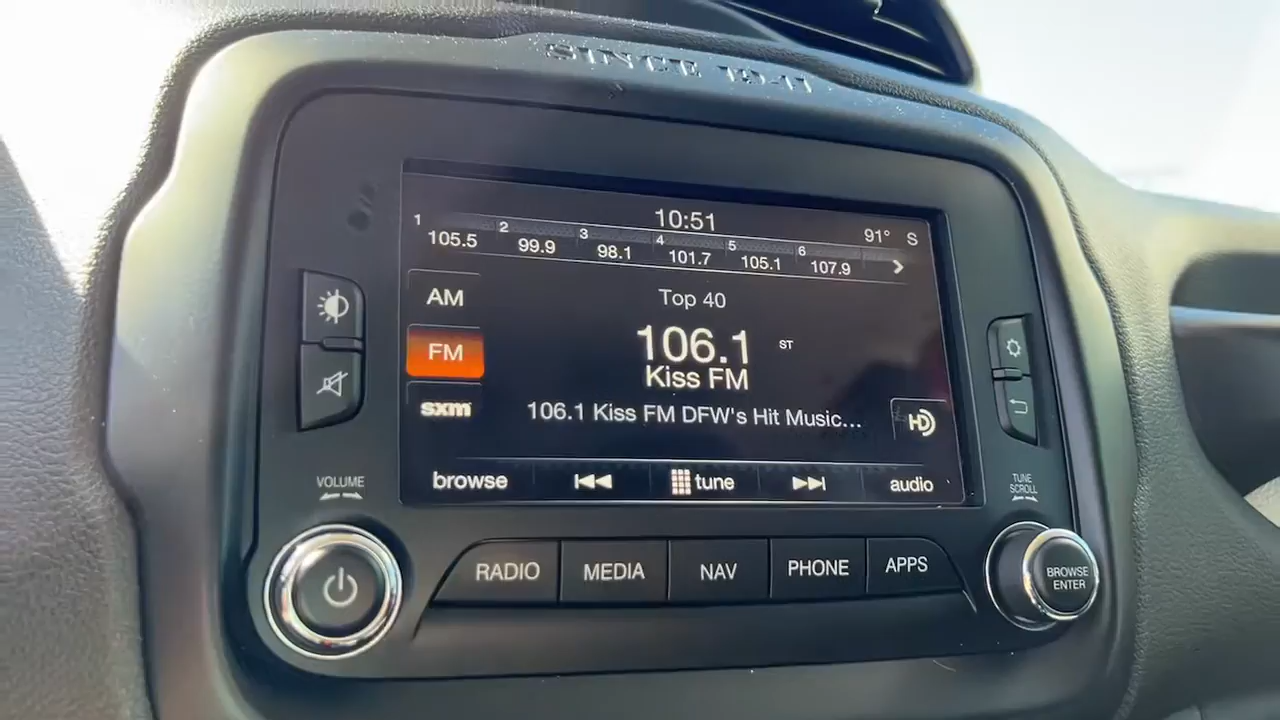 SINCE 1941
10:51
91° S
1 105.5 2 99.9 3 98.1 4 101.7 5 105.1 6 107.9
AM
Top 40
FM
106.1 ST
Kiss FM
sxm
106.1 Kiss FM DFW's Hit Music...
HD
browse tune audio
VOLUME
TUNE
SCROLL
RADIO MEDIA NAV PHONE APPS
BROWSE
ENTER